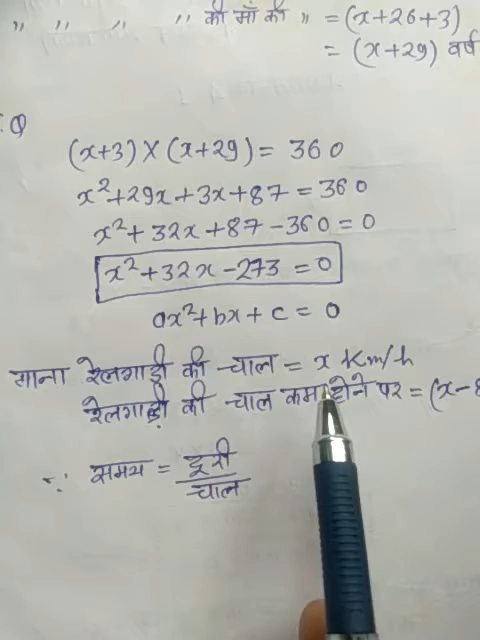 " " " " की माँ की " = (x+26+3)
= (x+29) वर्ष
: Q
(x+3) X (x+29) = 360
x²+29x+3x+87 = 360
x²+32x+87-360 = 0
x²+32x-273 = 0
ax²+bx+c = 0
माना रेलगाड़ी की चाल = x Km/h
रेलगाड़ी की चाल कम होने पर = (x-8
∵ समय = दूरी
चाल